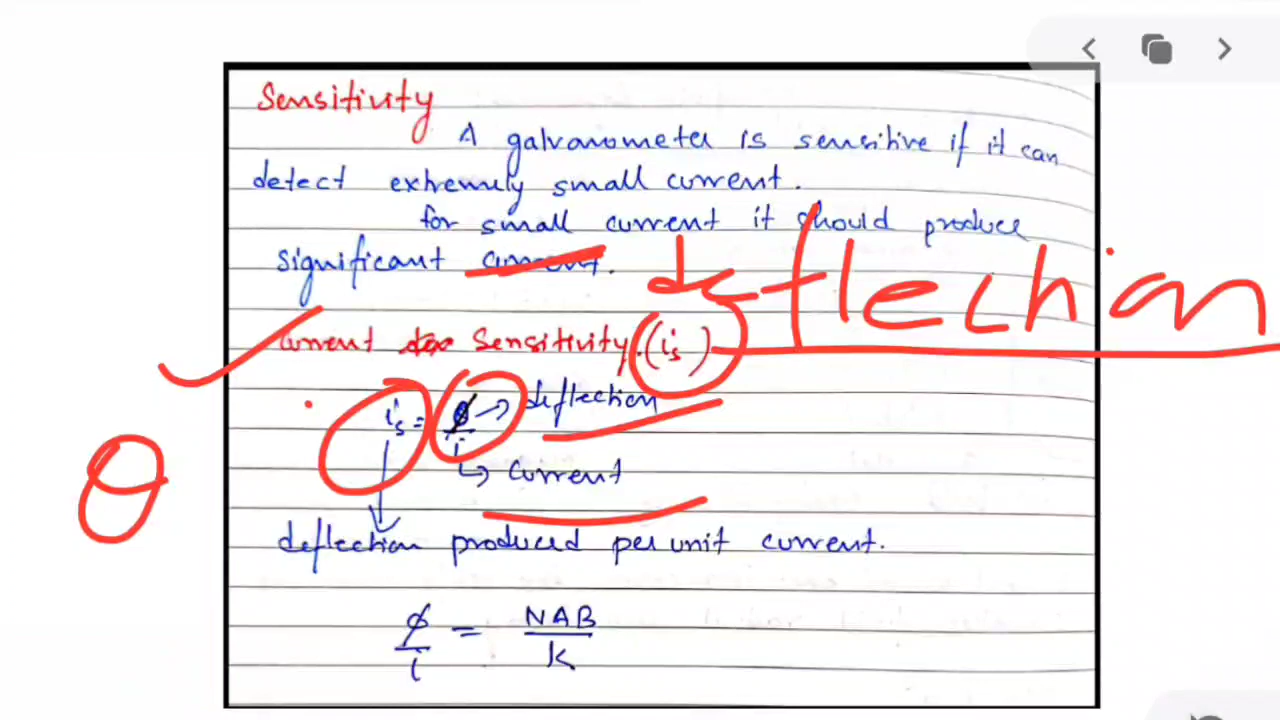 Sensitivity
A galvanometer is sensitive if it can
detect extremely small current.
for small current it should produce
significant current. deflection
Current Sensitivity (is)
is = ϕ/i → deflection
↳ Current
θ
deflection produced per unit current.
ϕ/i = NAB/K